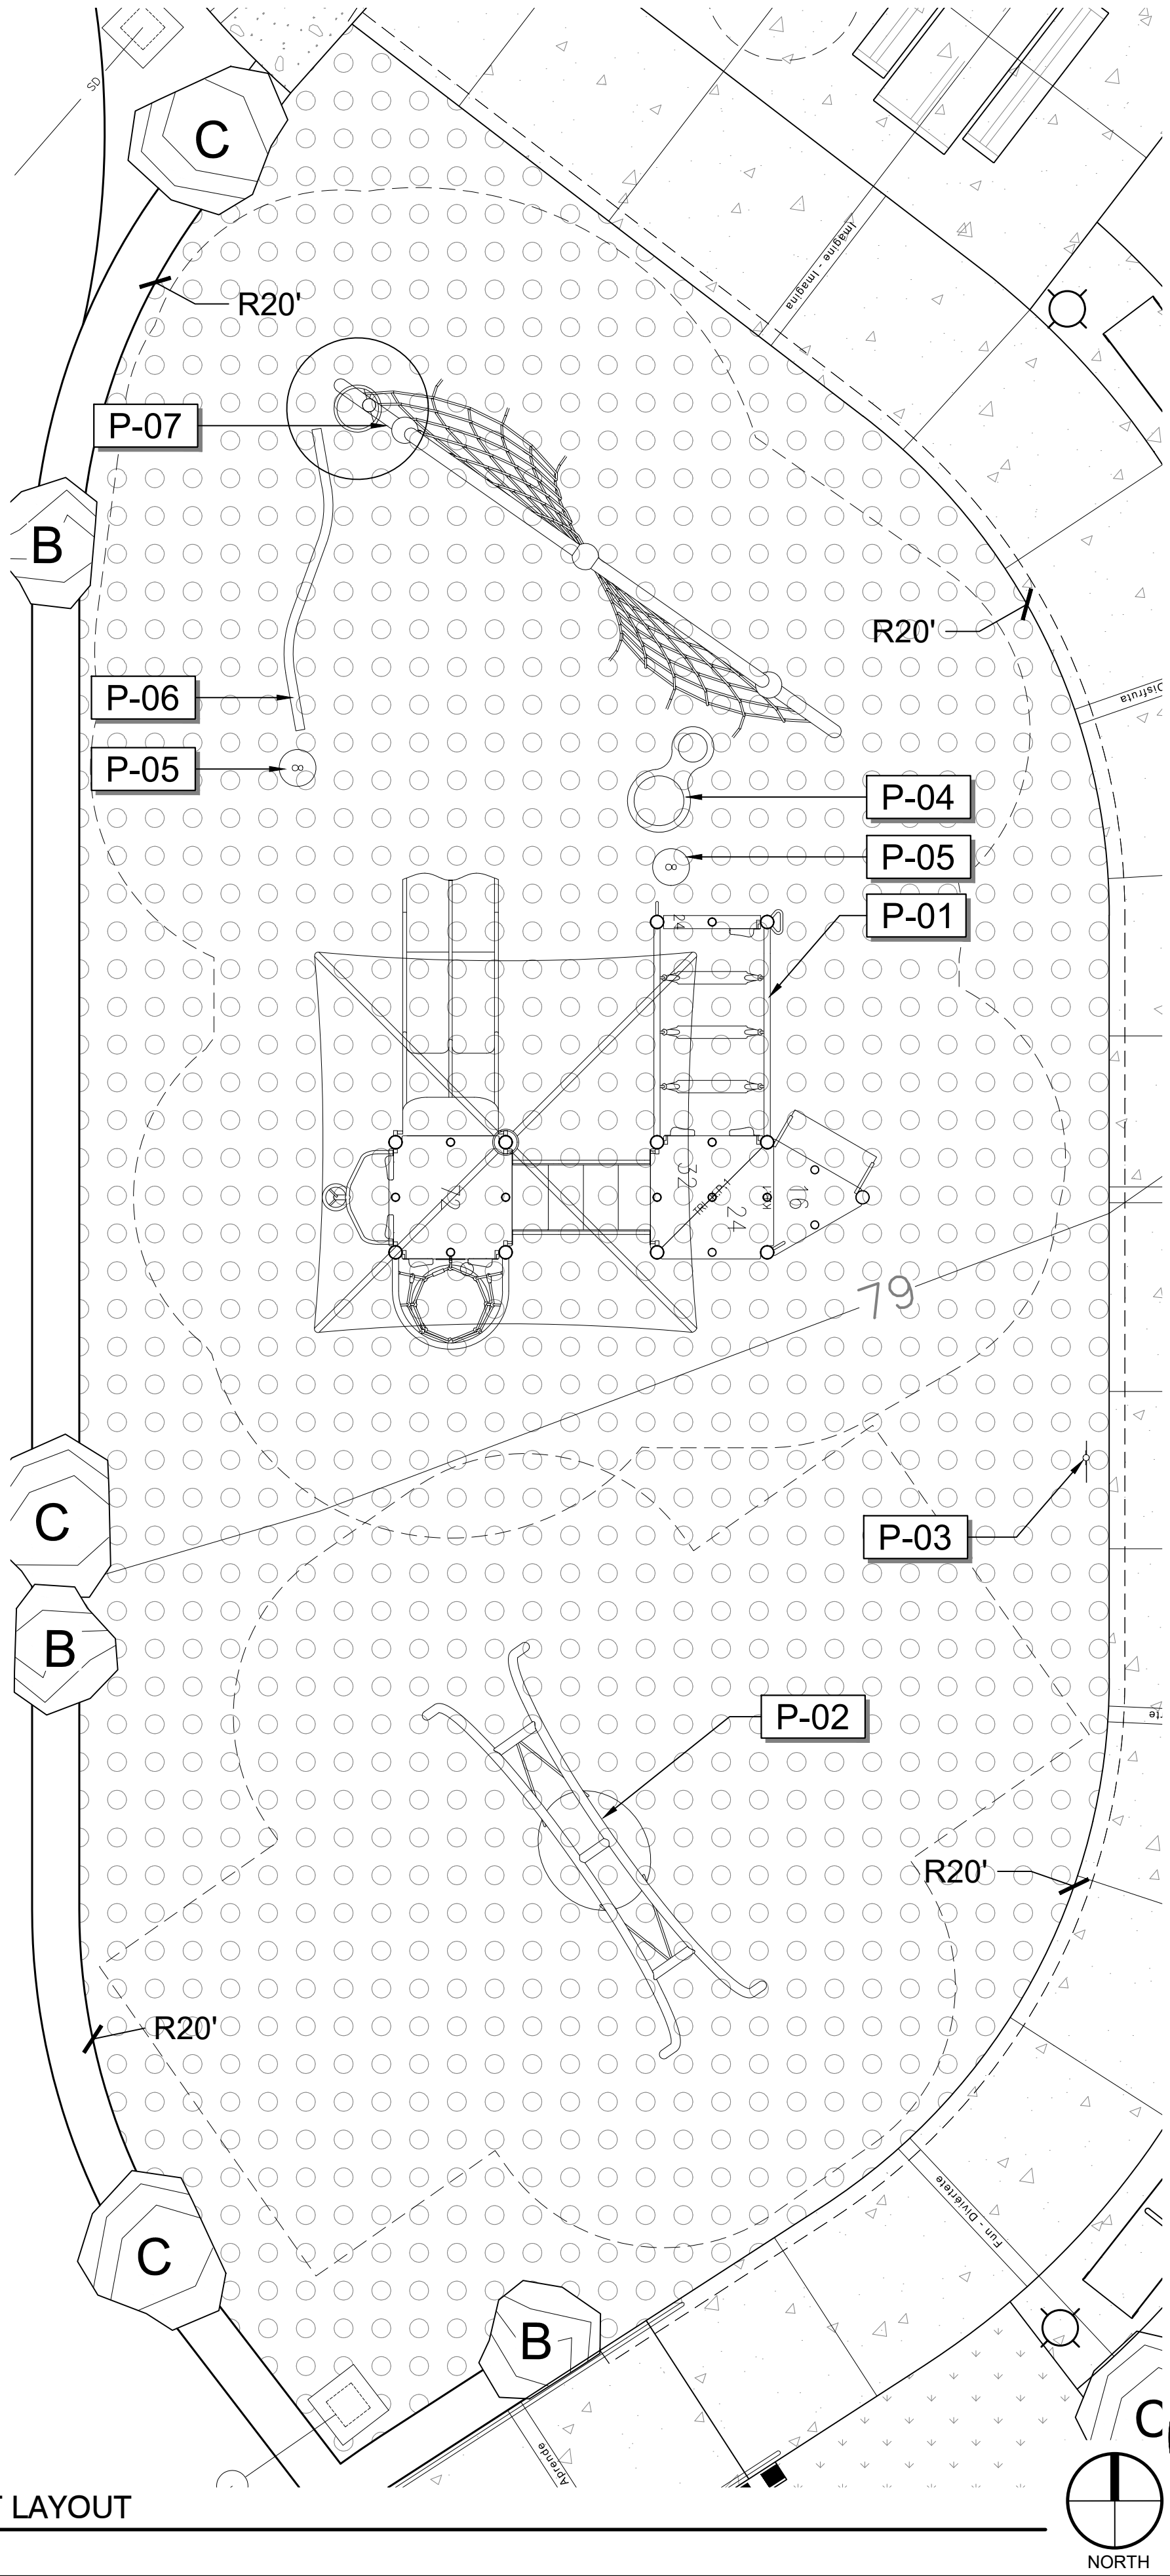 SD
C
R20'
Imagine - Imagina
P-07
B
R20'
P-06
Disfruta
P-05
P-04
P-05
P-01
24
32
24
16
72
79
C
P-03
B
P-02
R20'
R20'
Fun - Diviértete
C
B
C
Aprende
T LAYOUT
NORTH